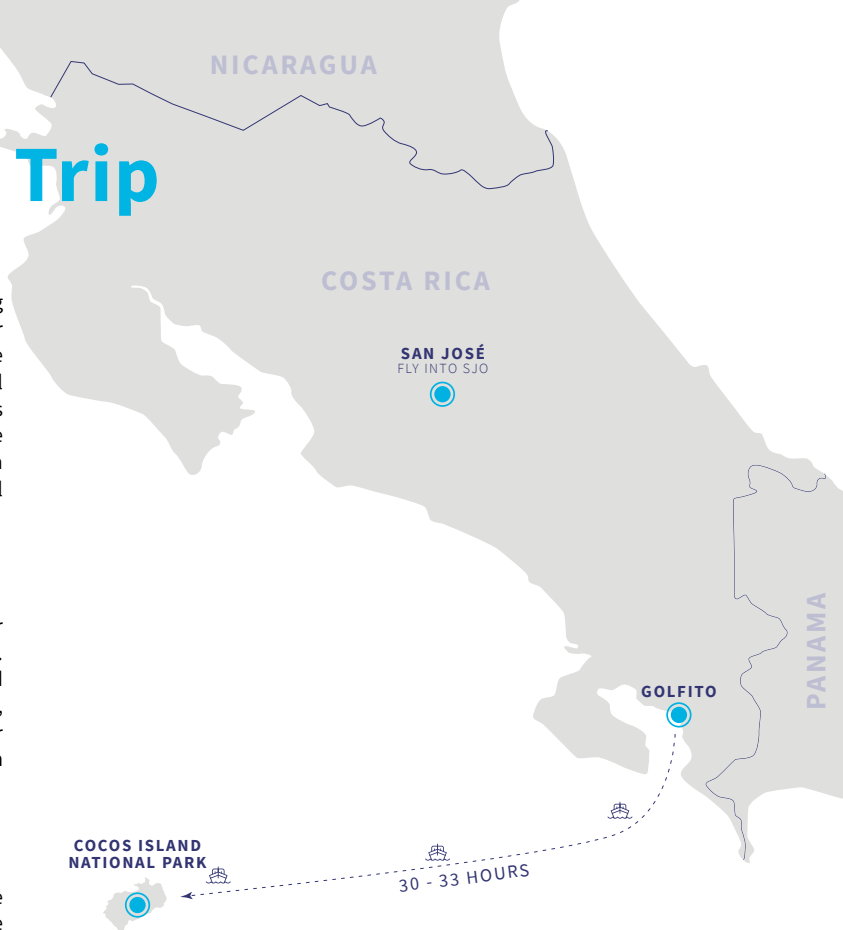 NICARAGUA
Trip
COSTA RICA
SAN JOSÉ
FLY INTO SJO
PANAMA
GOLFITO
COCOS ISLAND
NATIONAL PARK
30 - 33 HOURS